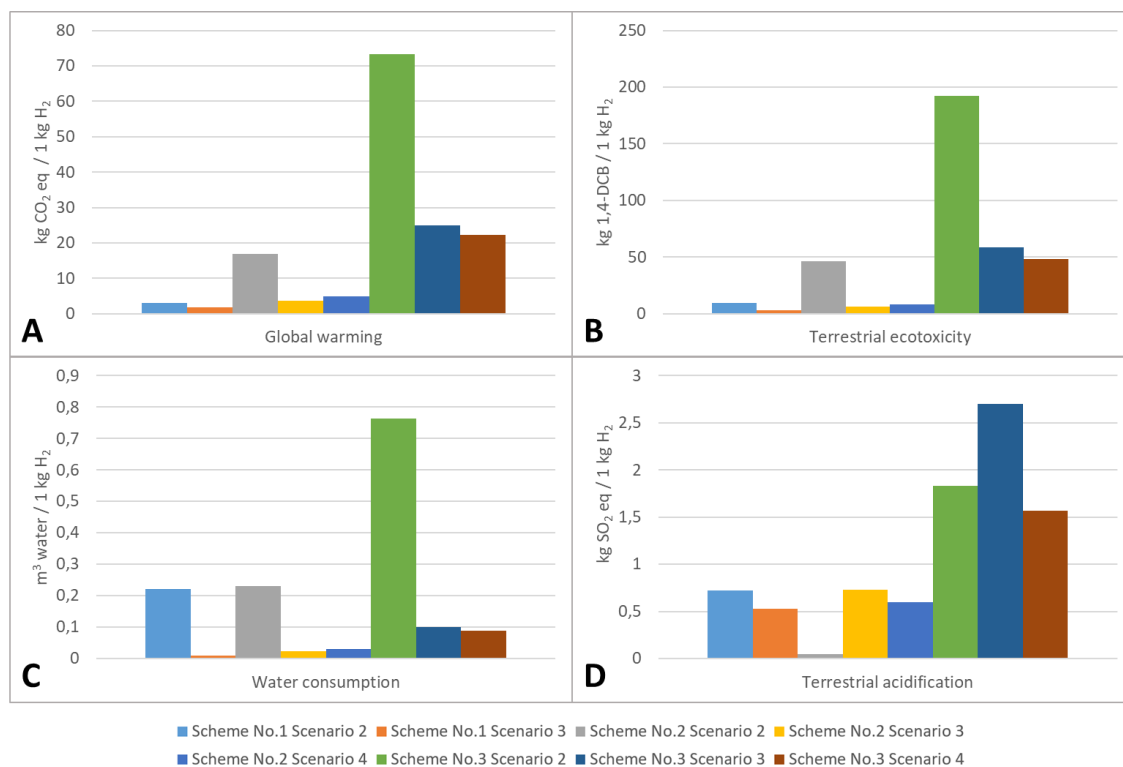 80
70
60
50
40
30
20
10
0
kg CO₂ eq / 1 kg H₂
A
Global warming
250
200
150
100
50
0
kg 1,4-DCB / 1 kg H₂
B
Terrestrial ecotoxicity
0,9
0,8
0,7
0,6
0,5
0,4
0,3
0,2
0,1
0
m³ water / 1 kg H₂
C
Water consumption
3
2,5
2
1,5
1
0,5
0
kg SO₂ eq / 1 kg H₂
D
Terrestrial acidification
Scheme No.1 Scenario 2 Scheme No.1 Scenario 3 Scheme No.2 Scenario 2 Scheme No.2 Scenario 3
Scheme No.2 Scenario 4 Scheme No.3 Scenario 2 Scheme No.3 Scenario 3 Scheme No.3 Scenario 4